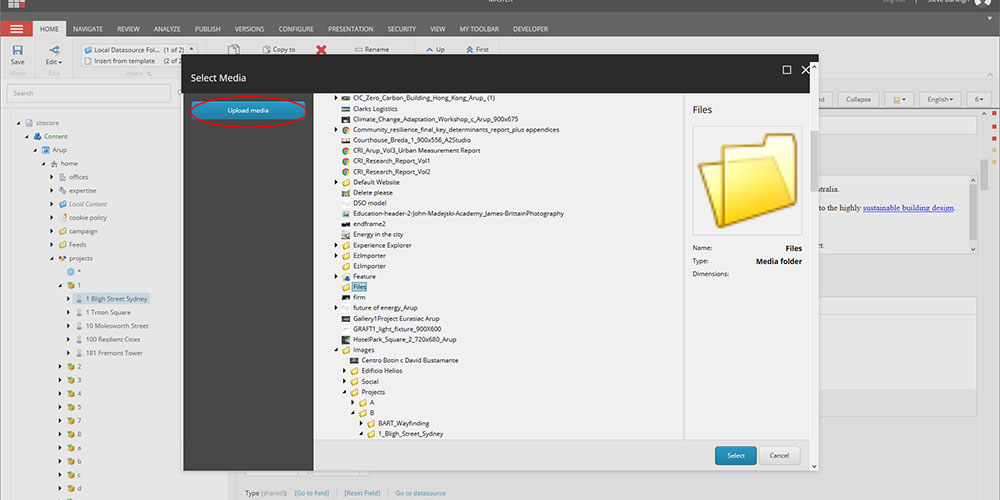 MASTER
Log out
Steve Burleigh
HOME
NAVIGATE
REVIEW
ANALYZE
PUBLISH
VERSIONS
CONFIGURE
PRESENTATION
SECURITY
VIEW
MY TOOLBAR
DEVELOPER
Save
Write
Edit
Edit
Local Datasource Fol... (1 of 2)
Insert from template (2 of 2
Insert
Copy to
Rename
Up
First
Search
nd
Collapse
English
6
sitecore
Content
Arup
home
offices
expertise
Local Content
cookie policy
campaign
Feeds
projects
*
1
1 Bligh Street Sydney
1 Triton Square
10 Molesworth Street
100 Resilient Cities
181 Fremont Tower
2
3
4
5
7
8
a
b
c
d
Select Media
Upload media
CIC_Zero_Carbon_Building_Hong_Kong_Arup_ (1)
Clarks Logistics
Climate_Change_Adaptation_Workshop_c_Arup_900x675
Community_resilience_final_key_determinants_report_plus appendices
Courthouse_Breda_1_900x556_A2Studio
CRI_Arup_Vol3_Urban Measurement Report
CRI_Research_Report_Vol1
CRI_Research_Report_Vol2
Default Website
Delete please
DSO model
Education-header-2-John-Madejski-Academy_James-BrittainPhotography
endframe2
Energy in the city
Experience Explorer
EzImporter
EzImporter
Feature
Files
firm
future of energy_Arup
Gallery1Project Eurasiac Arup
GRAFT1_light_fixture_900X600
HotelPark_Square_2_720x680_Arup
Images
Centro Botin c David Bustamante
Edificio Helios
Social
Projects
A
B
BART_Wayfinding
1_Bligh_Street_Sydney
Files
Name: Files
Type: Media folder
Dimensions:
Select
Cancel
stralia.
to the highly sustainable building design.
ct.
Type [shared]: [Go to field] [Reset Field] Go to datasource